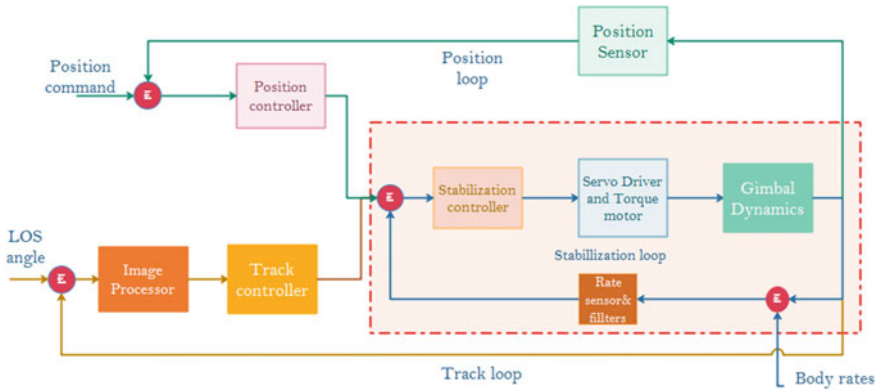 Position
Sensor
Position
loop
Position
command
E
Position
controller
E
Stabilization
controller
Servo Driver
and Torque
motor
Gimbal
Dynamics
LOS
angle
E
Image
Processor
Track
controller
Stabillization loop
Rate
sensor&
fillters
E
Track loop
Body rates